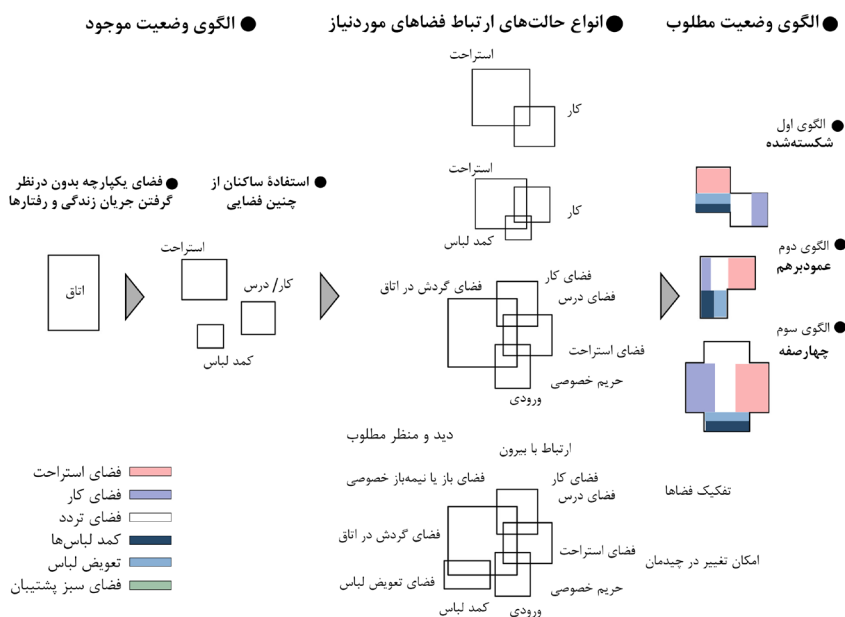 ● الگوی وضعیت مطلوب
● انواع حالت‌های ارتباط فضاهای موردنیاز
● الگوی وضعیت موجود
● الگوی اول
شکسته‌شده
● الگوی دوم
عمودبرهم
● الگوی سوم
چهارصفه
استراحت
کار
استراحت
کار
کمد لباس
فضای کار
فضای درس
فضای گردش در اتاق
فضای استراحت
حریم خصوصی
ورودی
دید و منظر مطلوب
ارتباط با بیرون
فضای باز یا نیمه‌باز خصوصی
فضای کار
فضای درس
تفکیک فضاها
فضای گردش در اتاق
فضای استراحت
امکان تغییر در چیدمان
فضای تعویض لباس
حریم خصوصی
کمد لباس
ورودی
● استفادهٔ ساکنان از
چنین فضایی
● فضای یکپارچه بدون درنظر
گرفتن جریان زندگی و رفتارها
استراحت
کار/ درس
کمد لباس
اتاق
فضای استراحت
فضای کار
فضای تردد
کمد لباس‌ها
تعویض لباس
فضای سبز پشتیبان